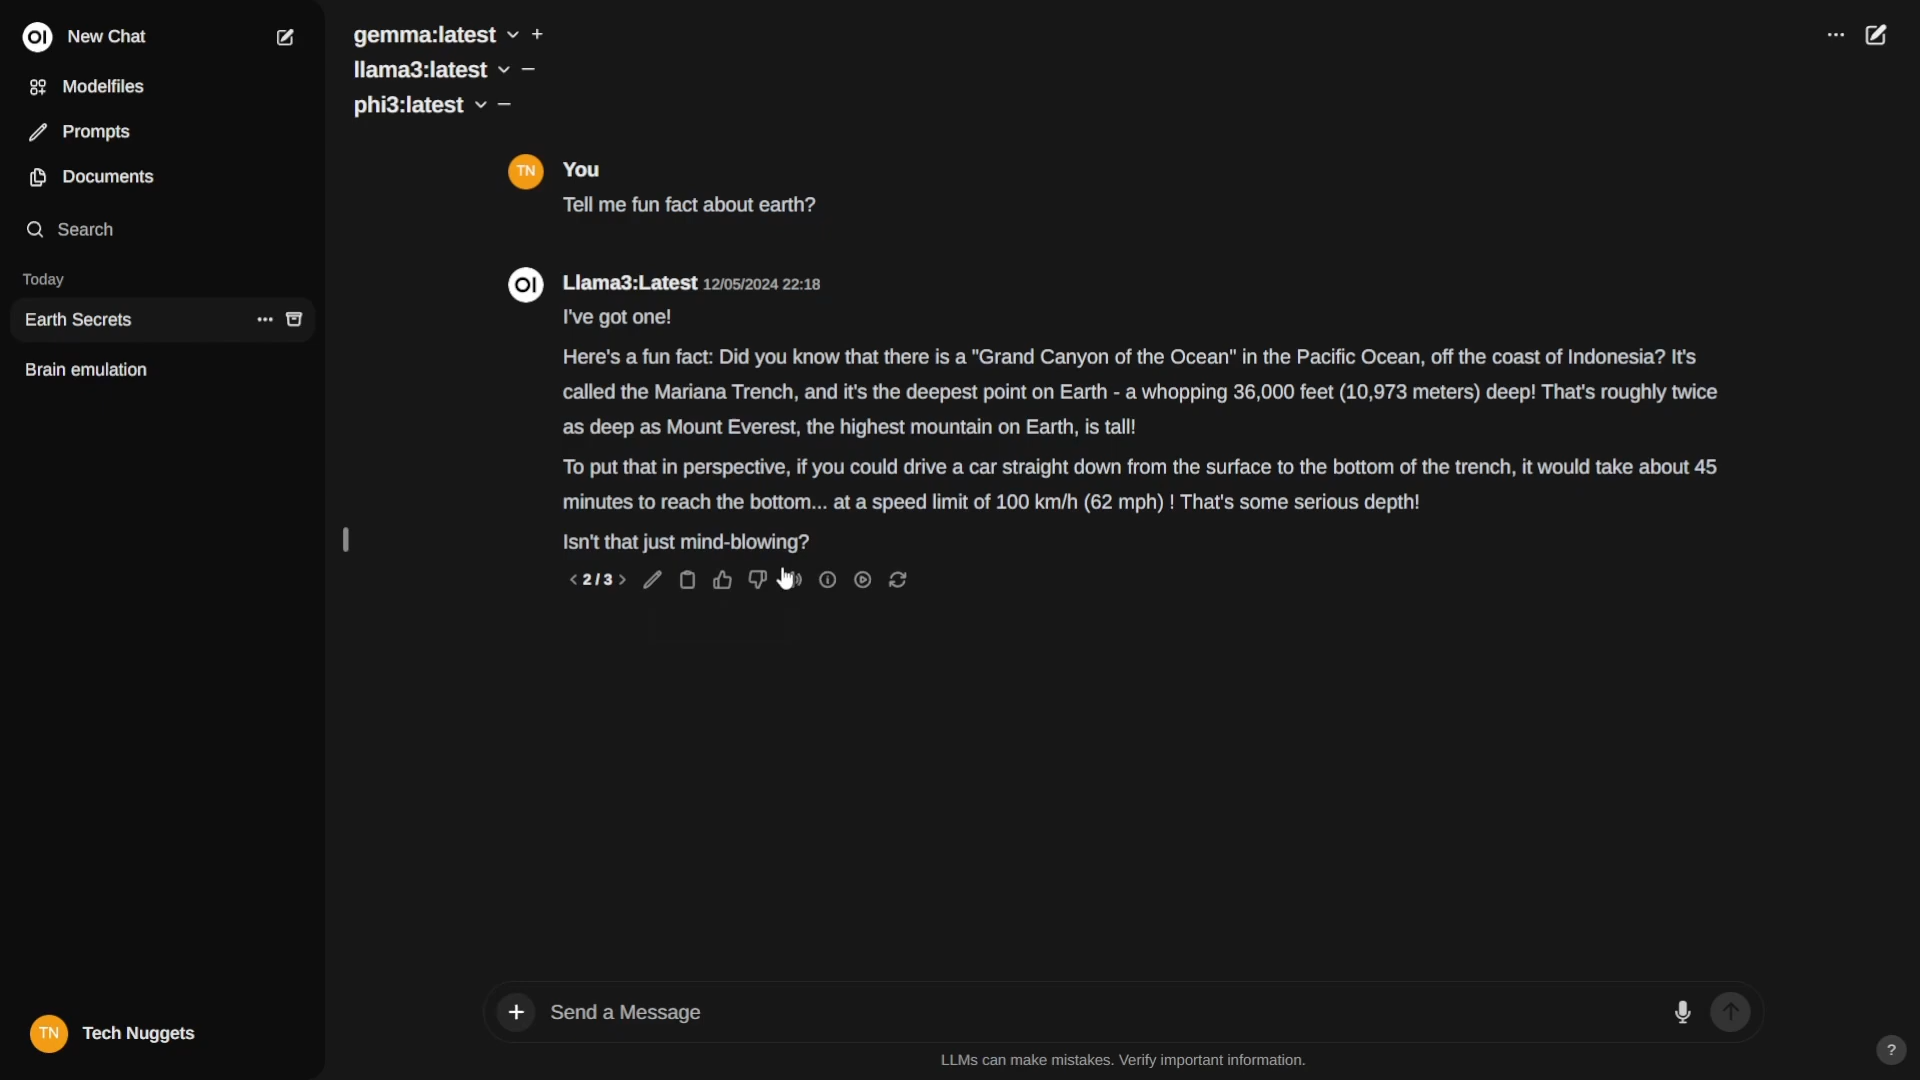 OI New Chat
Modelfiles
Prompts
Documents
Search
Today
Earth Secrets
Brain emulation
TN Tech Nuggets
gemma:latest
llama3:latest
phi3:latest
TN You
Tell me fun fact about earth?
OI Llama3:Latest 12/05/2024 22:18
I've got one!
Here's a fun fact: Did you know that there is a "Grand Canyon of the Ocean" in the Pacific Ocean, off the coast of Indonesia? It's
called the Mariana Trench, and it's the deepest point on Earth - a whopping 36,000 feet (10,973 meters) deep! That's roughly twice
as deep as Mount Everest, the highest mountain on Earth, is tall!
To put that in perspective, if you could drive a car straight down from the surface to the bottom of the trench, it would take about 45
minutes to reach the bottom... at a speed limit of 100 km/h (62 mph) ! That's some serious depth!
Isn't that just mind-blowing?
< 2 / 3 >
Send a Message
LLMs can make mistakes. Verify important information.
?